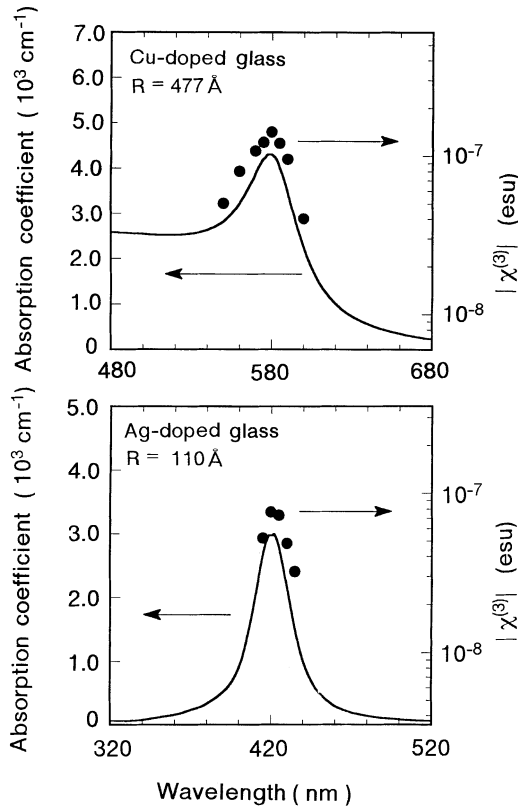 Absorption coefficient ( 10³ cm⁻¹)
7.0
6.0
5.0
4.0
3.0
2.0
1.0
0
Cu-doped glass
R = 477 Å
10⁻⁷
10⁻⁸
| χ⁽³⁾| (esu)
480
580
680
Absorption coefficient ( 10³ cm⁻¹)
5.0
4.0
3.0
2.0
1.0
0
Ag-doped glass
R = 110 Å
10⁻⁷
10⁻⁸
| χ⁽³⁾| (esu)
320
420
520
Wavelength ( nm )